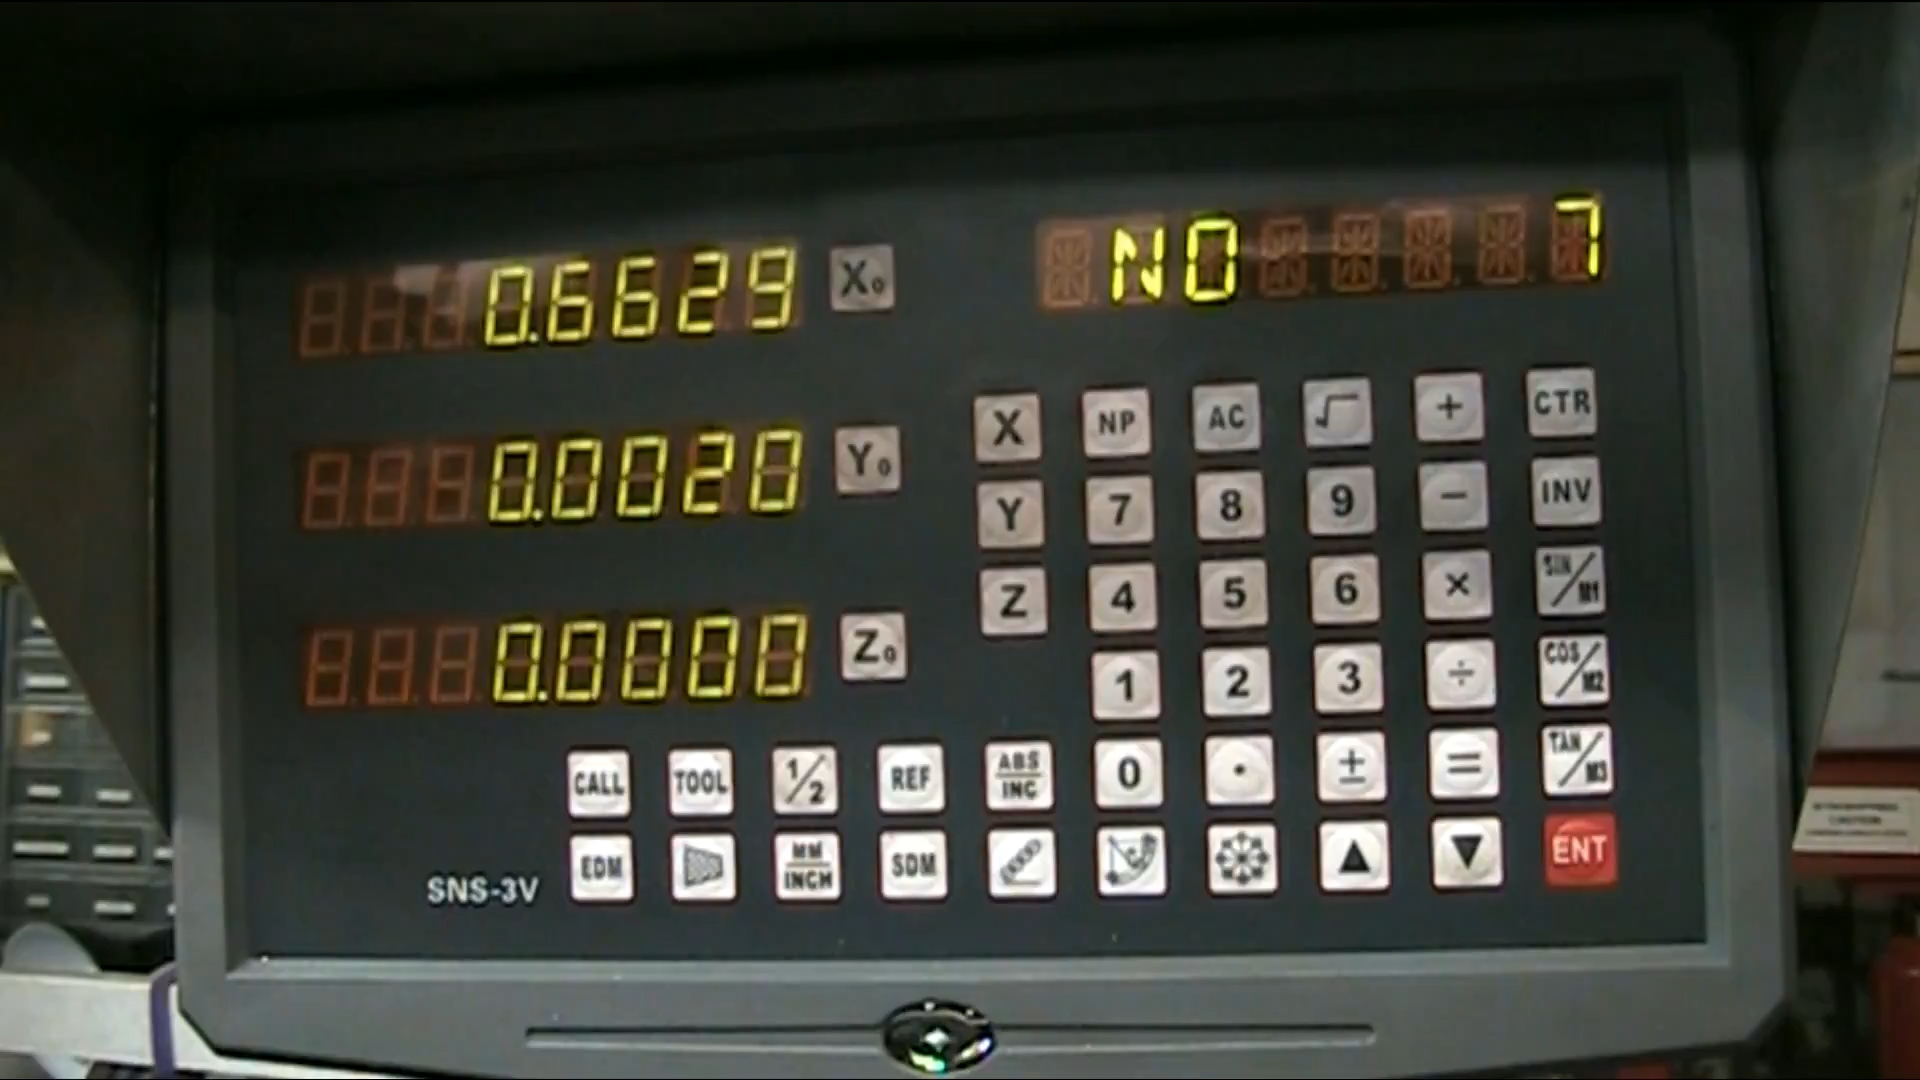 0.6629 X₀ NO 7
0.0020 Y₀
0.0000 Z₀
X NP AC √ + CTR
Y 7 8 9 − INV
Z 4 5 6 × SIN/M1
1 2 3 ÷ COS/M2
CALL TOOL 1/2 REF ABS/INC 0 . ± = TAN/M3
SNS-3V EDM MM/INCH SDM ▲ ▼ ENT
CAUTION